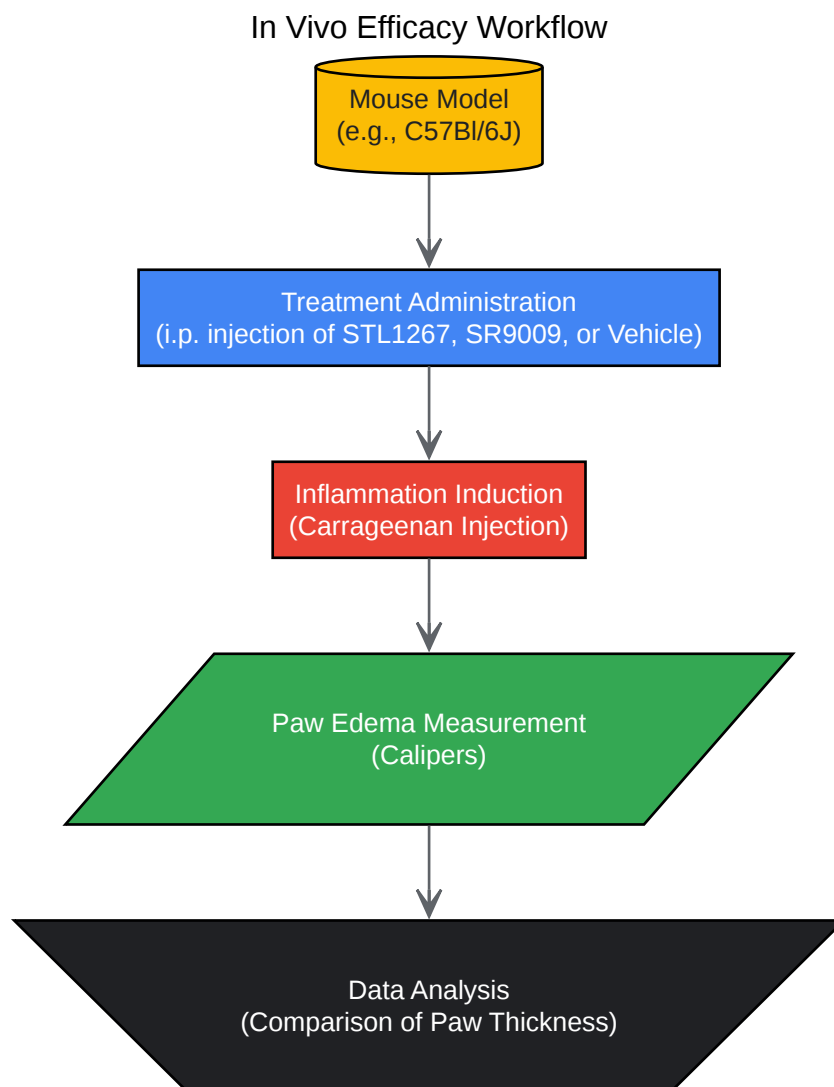 In Vivo Efficacy Workflow
Mouse Model
(e.g., C57Bl/6J)
Treatment Administration
(i.p. injection of STL1267, SR9009, or Vehicle)
Inflammation Induction
(Carrageenan Injection)
Paw Edema Measurement
(Calipers)
Data Analysis
(Comparison of Paw Thickness)